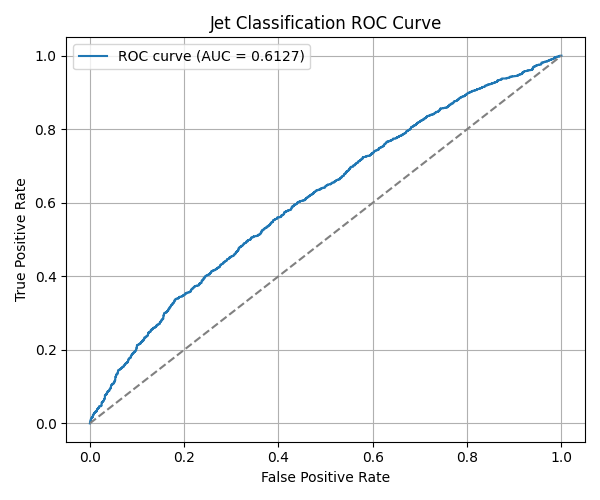 Jet Classification ROC Curve
ROC curve (AUC = 0.6127)
True Positive Rate
1.0
0.8
0.6
0.4
0.2
0.0
0.0 0.2 0.4 0.6 0.8 1.0
False Positive Rate